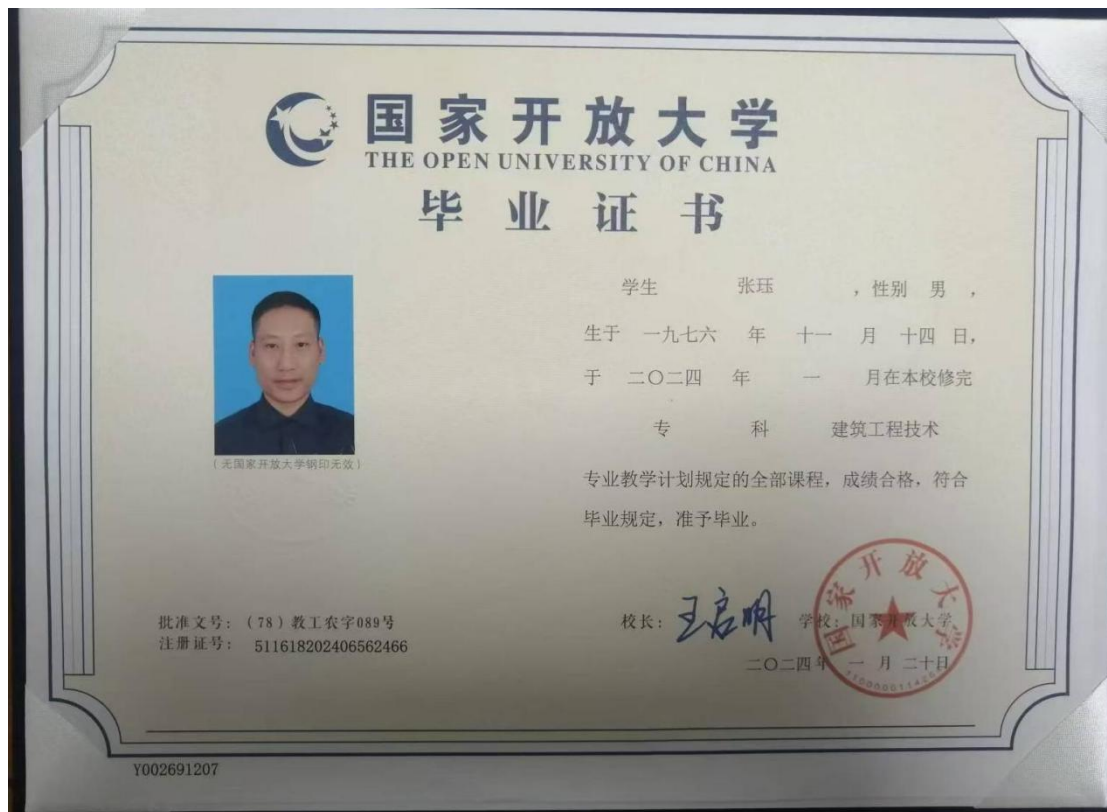 国家开放大学
THE OPEN UNIVERSITY OF CHINA
毕业证书
学生 张珏 ，性别 男 ，
生于 一九七六 年 十一 月 十四 日，
于 二〇二四 年 一 月在本校修完
专 科 建筑工程技术
专业教学计划规定的全部课程，成绩合格，符合
毕业规定，准予毕业。
(无国家开放大学钢印无效)
批准文号：(78)教工农字089号
注册证号： 511618202406562466
校长：王启明 学校：国家开放大学
二〇二四年 一 月 二十日
国家开放大学
Y002691207